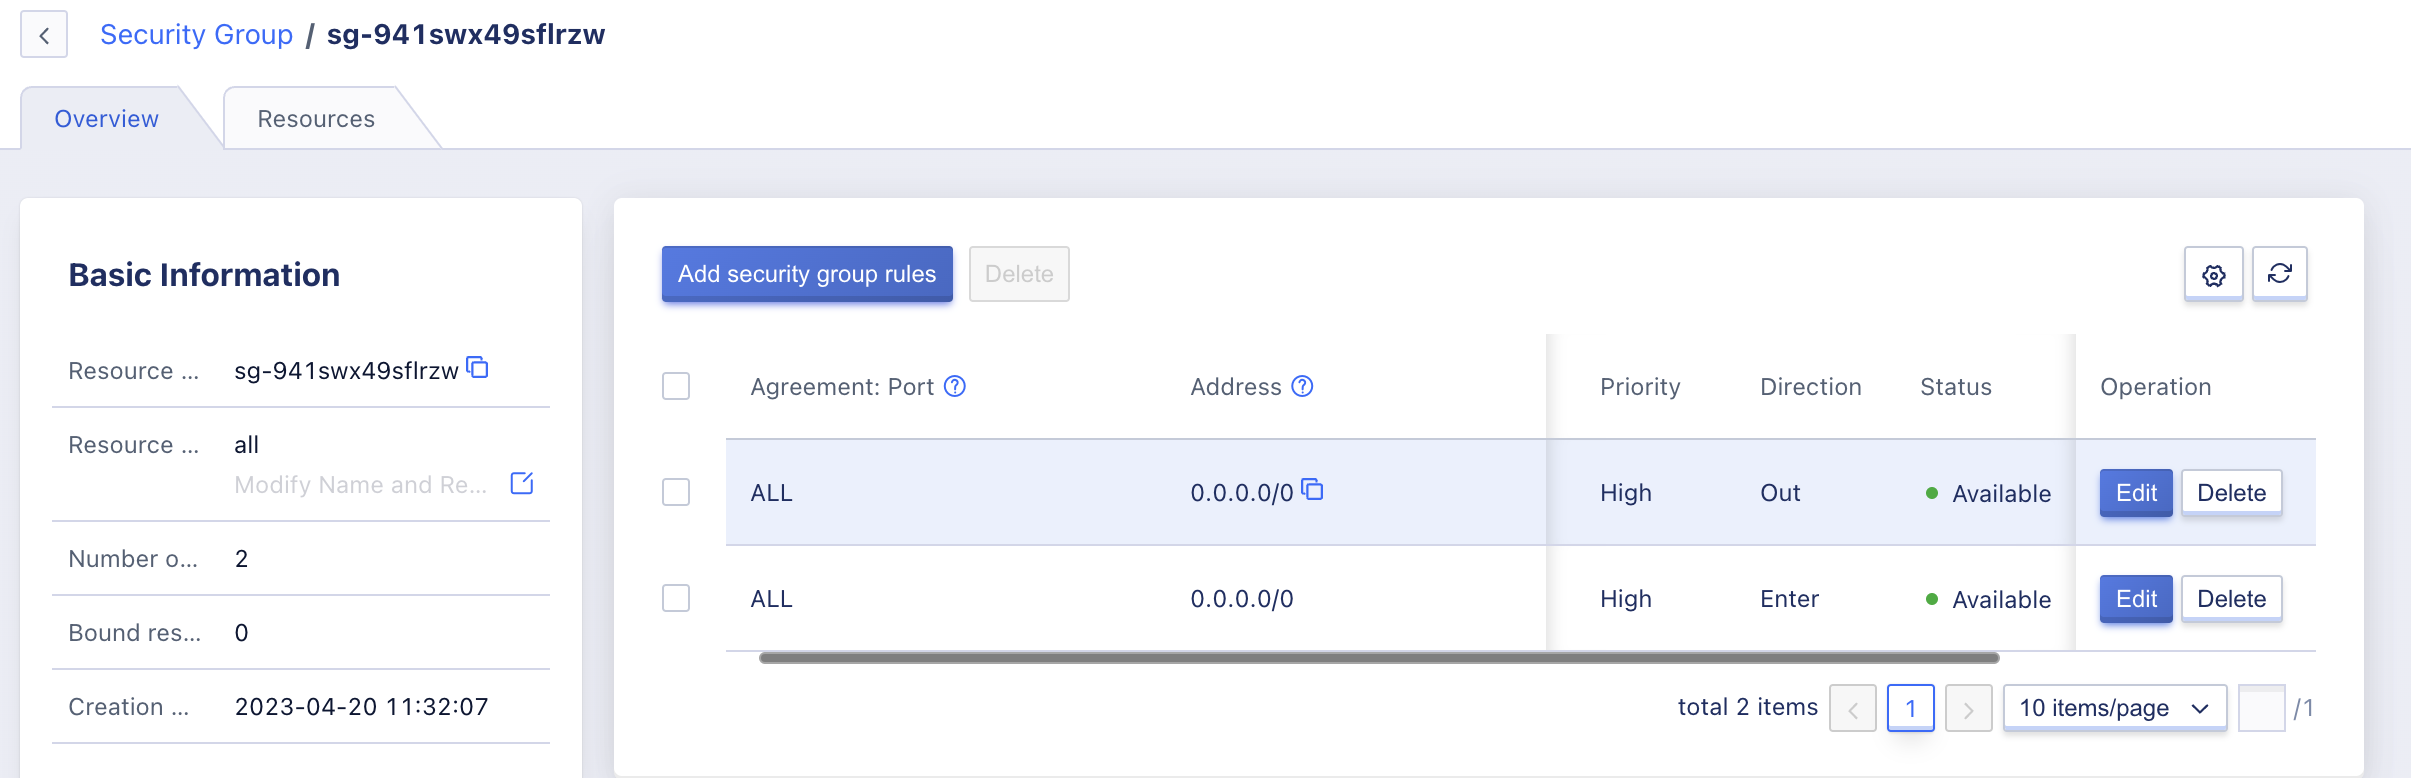 Security Group / sg-941swx49sflrzw
Overview
Resources
Basic Information
Resource ... sg-941swx49sflrzw
Resource ... all
Modify Name and Re...
Number o... 2
Bound res... 0
Creation ... 2023-04-20 11:32:07
Add security group rules
Delete
Agreement: Port Address Priority Direction Status Operation
ALL 0.0.0.0/0 High Out Available Edit Delete
ALL 0.0.0.0/0 High Enter Available Edit Delete
total 2 items 1 10 items/page /1